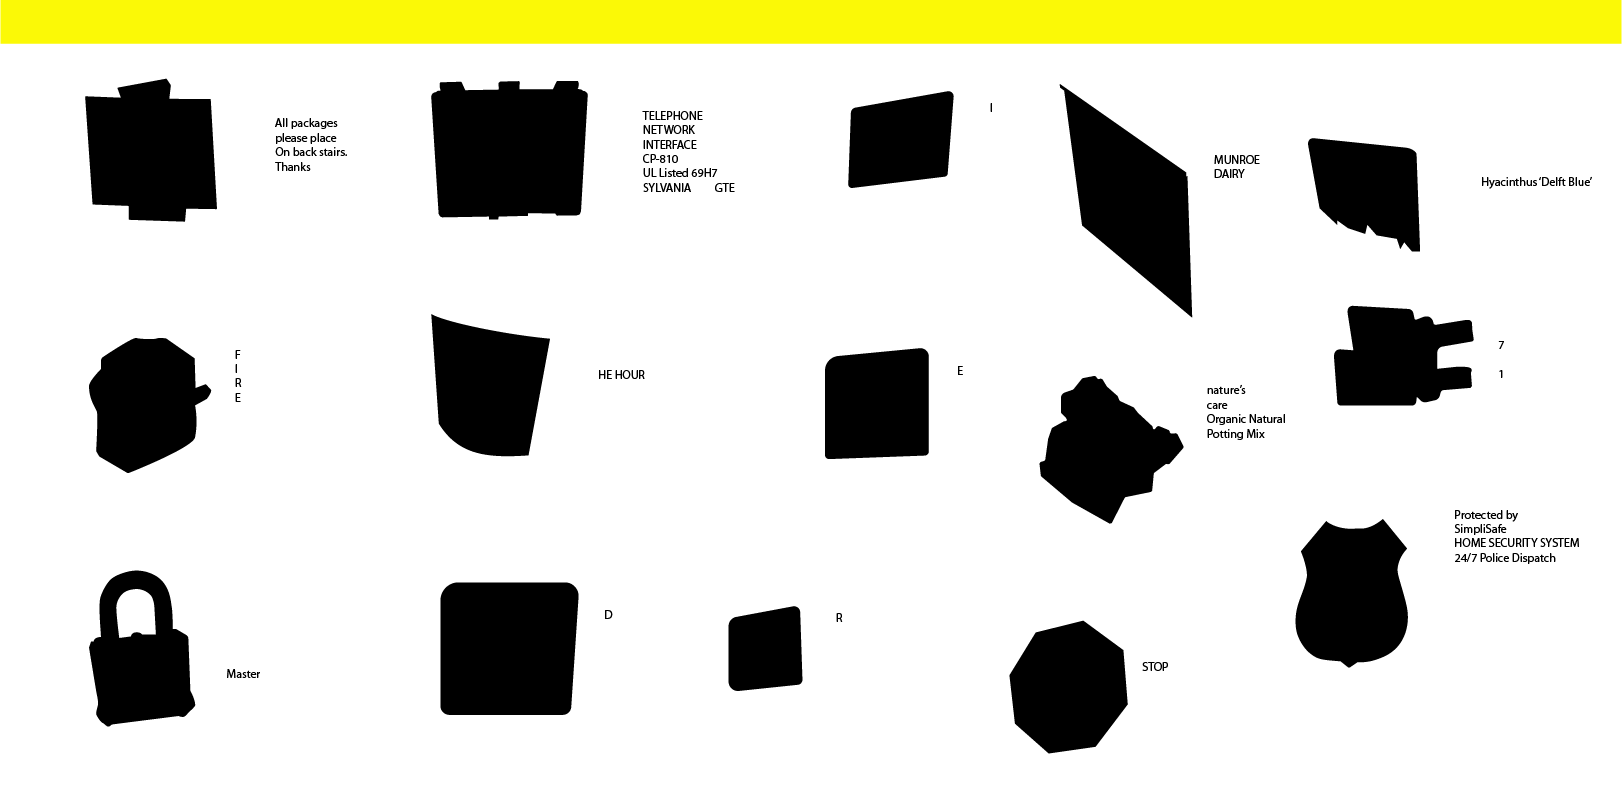 All packages
please place
On back stairs.
Thanks
TELEPHONE
NETWORK
INTERFACE
CP-810
UL Listed 69H7
SYLVANIA GTE
I
MUNROE
DAIRY
Hyacinthus ‘Delft Blue’
F
I
R
E
HE HOUR
E
nature’s
care
Organic Natural
Potting Mix
7
1
Master
D
R
STOP
Protected by
SimpliSafe
HOME SECURITY SYSTEM
24/7 Police Dispatch